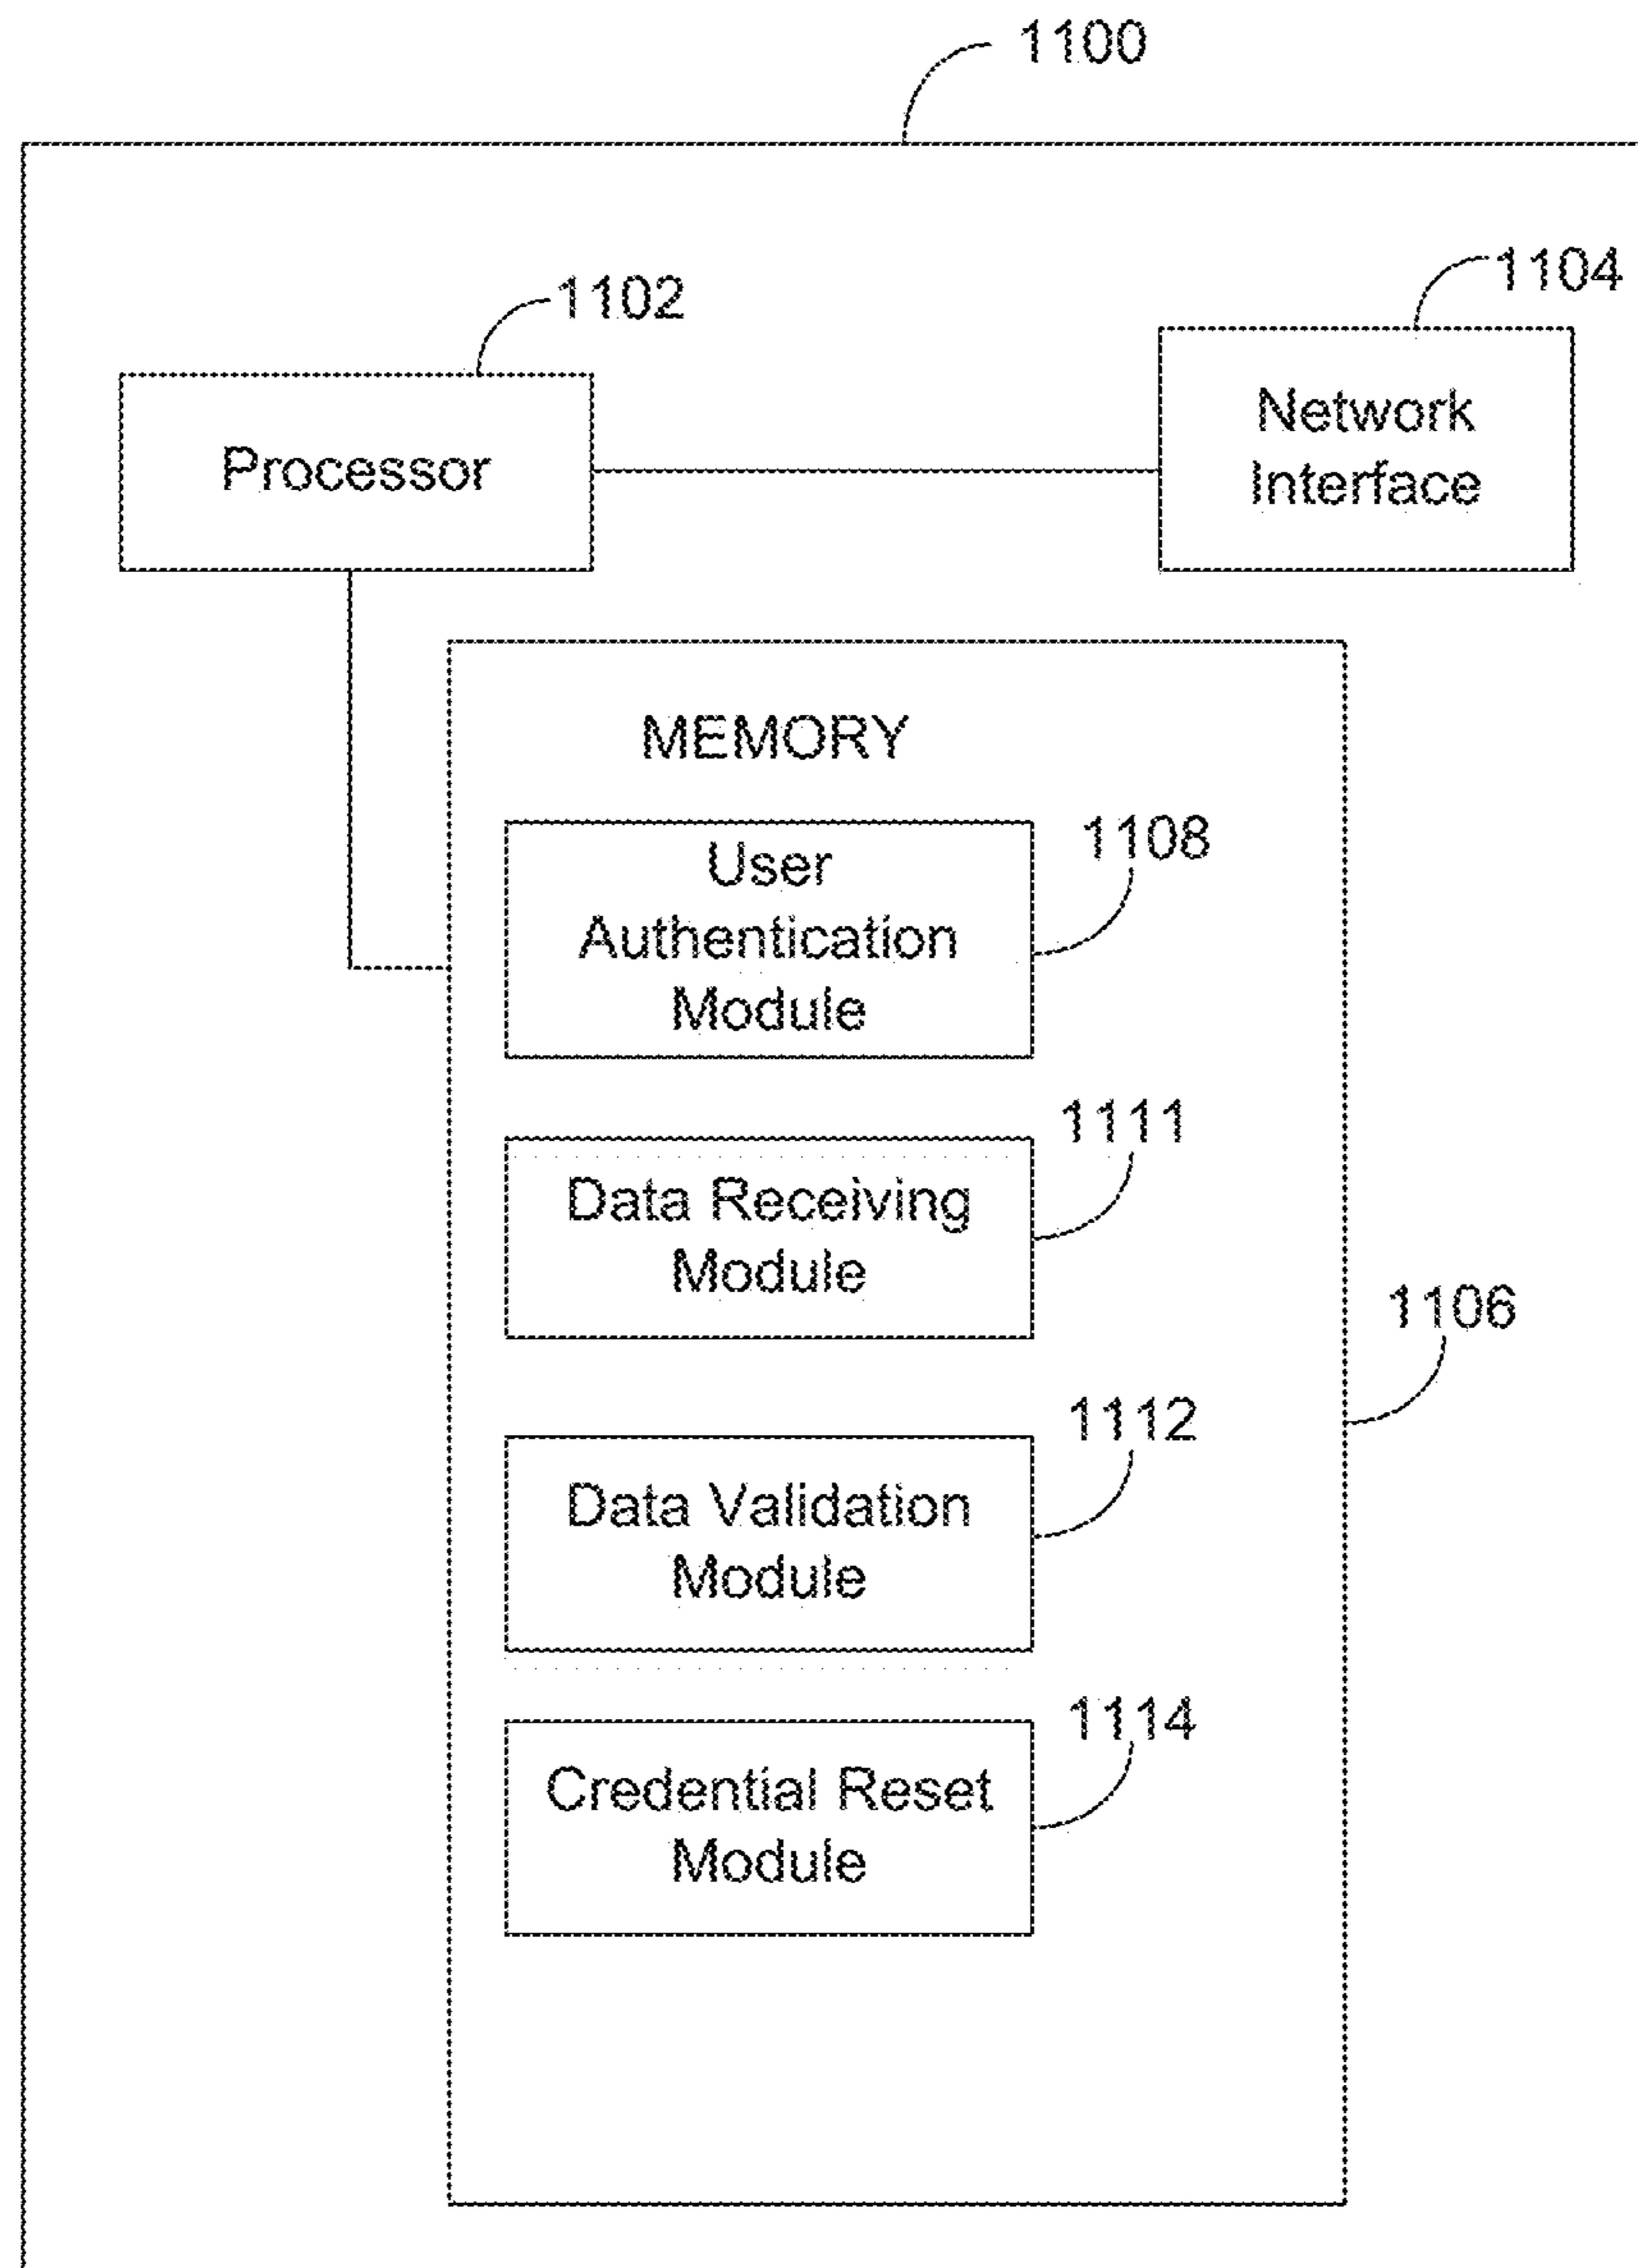 1100
1102
1104
Processor
Network
Interface
MEMORY
1108
User
Authentication
Module
1111
Data Receiving
Module
1106
1112
Data Validation
Module
1114
Credential Reset
Module